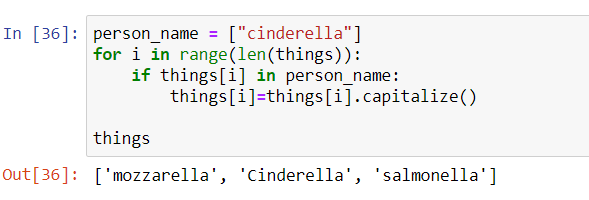 In [36]: person_name = ["cinderella"]
for i in range(len(things)):
    if things[i] in person_name:
        things[i]=things[i].capitalize()

things
Out[36]: ['mozzarella', 'Cinderella', 'salmonella']